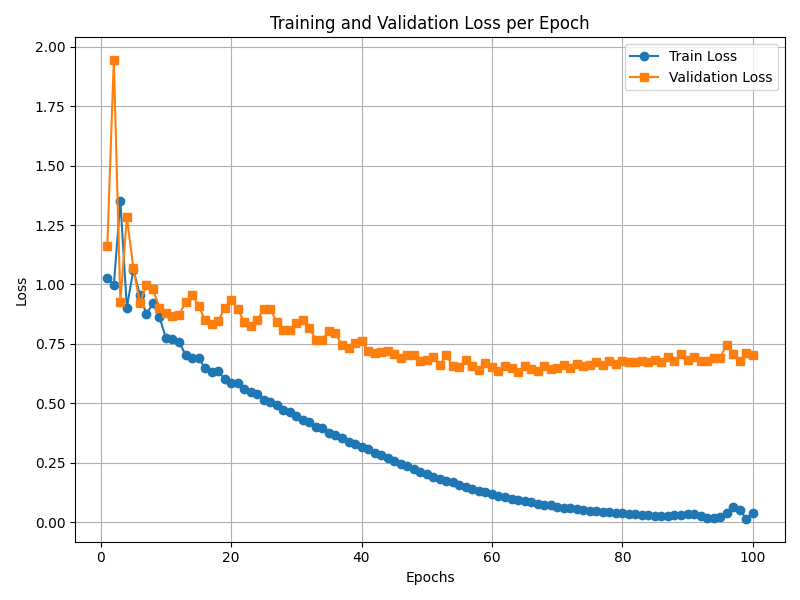 Training and Validation Loss per Epoch
Train Loss
Validation Loss
2.00
1.75
1.50
1.25
1.00
0.75
0.50
0.25
0.00
Loss
0 20 40 60 80 100
Epochs